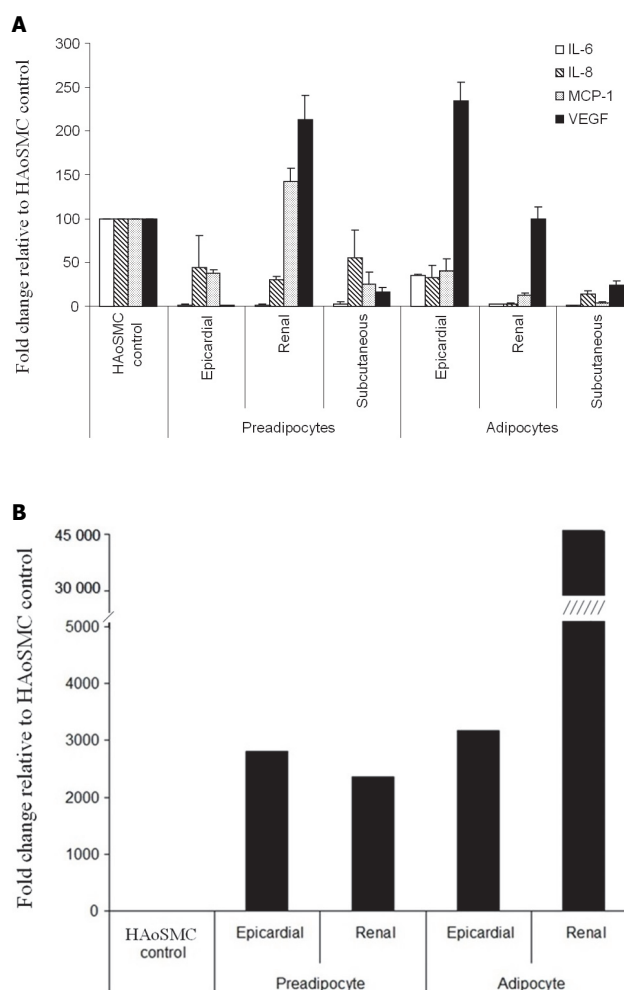 A
Fold change relative to HAoSMC control
300
250
200
150
100
50
0
IL-6
IL-8
MCP-1
VEGF
HAoSMC
control
Epicardial
Renal
Subcutaneous
Epicardial
Renal
Subcutaneous
Preadipocytes
Adipocytes
B
Fold change relative to HAoSMC control
45 000
30 000
5000
4000
3000
2000
1000
0
HAoSMC
control
Epicardial
Renal
Epicardial
Renal
Preadipocyte
Adipocyte